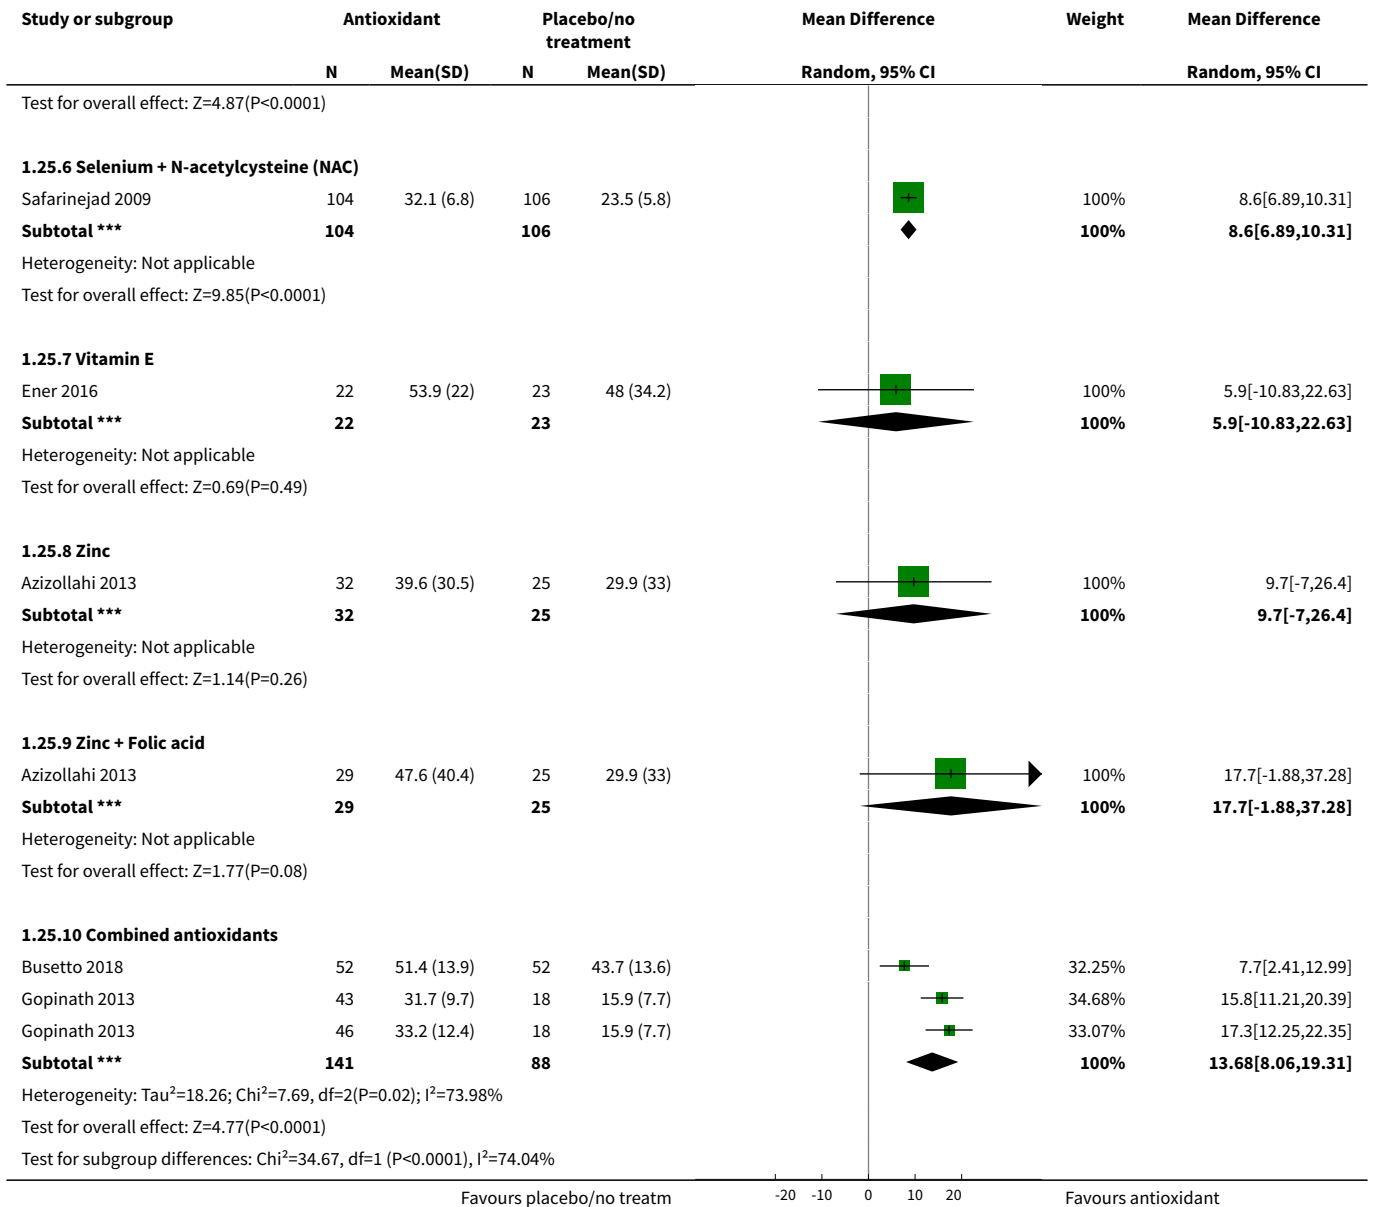 Study or subgroup Antioxidant Placebo/no treatment Mean Difference Weight Mean Difference
N Mean(SD) N Mean(SD) Random, 95% CI Random, 95% CI
Test for overall effect: Z=4.87(P<0.0001)
1.25.6 Selenium + N-acetylcysteine (NAC)
Safarinejad 2009 104 32.1 (6.8) 106 23.5 (5.8) 100% 8.6[6.89,10.31]
Subtotal *** 104 106 100% 8.6[6.89,10.31]
Heterogeneity: Not applicable
Test for overall effect: Z=9.85(P<0.0001)
1.25.7 Vitamin E
Ener 2016 22 53.9 (22) 23 48 (34.2) 100% 5.9[-10.83,22.63]
Subtotal *** 22 23 100% 5.9[-10.83,22.63]
Heterogeneity: Not applicable
Test for overall effect: Z=0.69(P=0.49)
1.25.8 Zinc
Azizollahi 2013 32 39.6 (30.5) 25 29.9 (33) 100% 9.7[-7,26.4]
Subtotal *** 32 25 100% 9.7[-7,26.4]
Heterogeneity: Not applicable
Test for overall effect: Z=1.14(P=0.26)
1.25.9 Zinc + Folic acid
Azizollahi 2013 29 47.6 (40.4) 25 29.9 (33) 100% 17.7[-1.88,37.28]
Subtotal *** 29 25 100% 17.7[-1.88,37.28]
Heterogeneity: Not applicable
Test for overall effect: Z=1.77(P=0.08)
1.25.10 Combined antioxidants
Busetto 2018 52 51.4 (13.9) 52 43.7 (13.6) 32.25% 7.7[2.41,12.99]
Gopinath 2013 43 31.7 (9.7) 18 15.9 (7.7) 34.68% 15.8[11.21,20.39]
Gopinath 2013 46 33.2 (12.4) 18 15.9 (7.7) 33.07% 17.3[12.25,22.35]
Subtotal *** 141 88 100% 13.68[8.06,19.31]
Heterogeneity: Tau²=18.26; Chi²=7.69, df=2(P=0.02); I²=73.98%
Test for overall effect: Z=4.77(P<0.0001)
Test for subgroup differences: Chi²=34.67, df=1 (P<0.0001), I²=74.04%
Favours placebo/no treatm -20 -10 0 10 20 Favours antioxidant